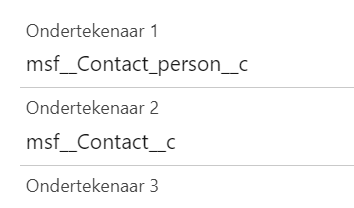 Ondertekenaar 1
msf__Contact_person__c
Ondertekenaar 2
msf__Contact__c
Ondertekenaar 3